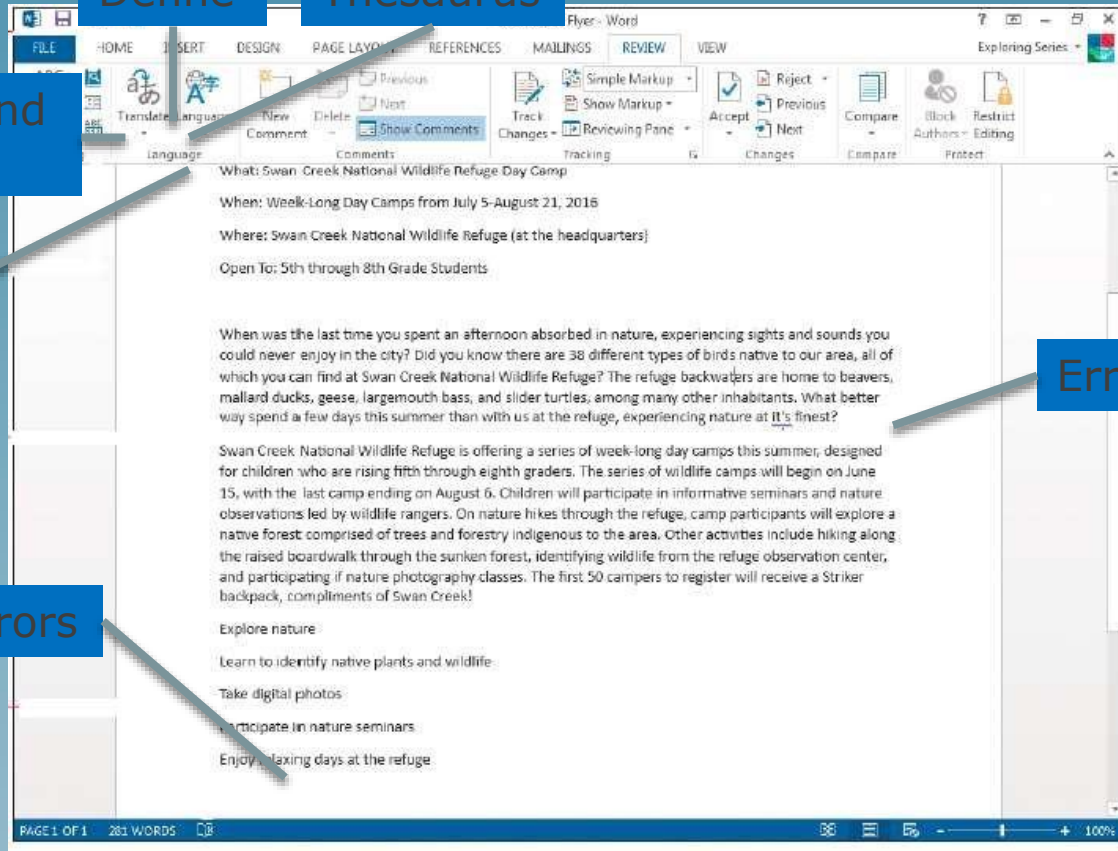 Define
Thesaurus
Flyer - Word
FILE
HOME
INSERT
DESIGN
PAGE LAYOUT
REFERENCES
MAILINGS
REVIEW
VIEW
Exploring Series
Translate Language
Language
New Comment
Delete
Previous
Next
Show Comments
Comments
Track Changes
Simple Markup
Show Markup
Reviewing Pane
Tracking
Accept
Reject
Previous
Next
Changes
Compare
Compare
Block Authors
Restrict Editing
Protect
What: Swan Creek National Wildlife Refuge Day Camp
When: Week-Long Day Camps from July 5-August 21, 2016
Where: Swan Creek National Wildlife Refuge (at the headquarters)
Open To: 5th through 8th Grade Students
When was the last time you spent an afternoon absorbed in nature, experiencing sights and sounds you
could never enjoy in the city? Did you know there are 38 different types of birds native to our area, all of
which you can find at Swan Creek National Wildlife Refuge? The refuge backwaters are home to beavers,
mallard ducks, geese, largemouth bass, and slider turtles, among many other inhabitants. What better
way spend a few days this summer than with us at the refuge, experiencing nature at it's finest?
Swan Creek National Wildlife Refuge is offering a series of week-long day camps this summer, designed
for children who are rising fifth through eighth graders. The series of wildlife camps will begin on June
15, with the last camp ending on August 6. Children will participate in informative seminars and nature
observations led by wildlife rangers. On nature hikes through the refuge, camp participants will explore a
native forest comprised of trees and forestry indigenous to the area. Other activities include hiking along
the raised boardwalk through the sunken forest, identifying wildlife from the refuge observation center,
and participating if nature photography classes. The first 50 campers to register will receive a Striker
backpack, compliments of Swan Creek!
Explore nature
Learn to identify native plants and wildlife
Take digital photos
Participate in nature seminars
Enjoy relaxing days at the refuge
PAGE 1 OF 1
281 WORDS
100%